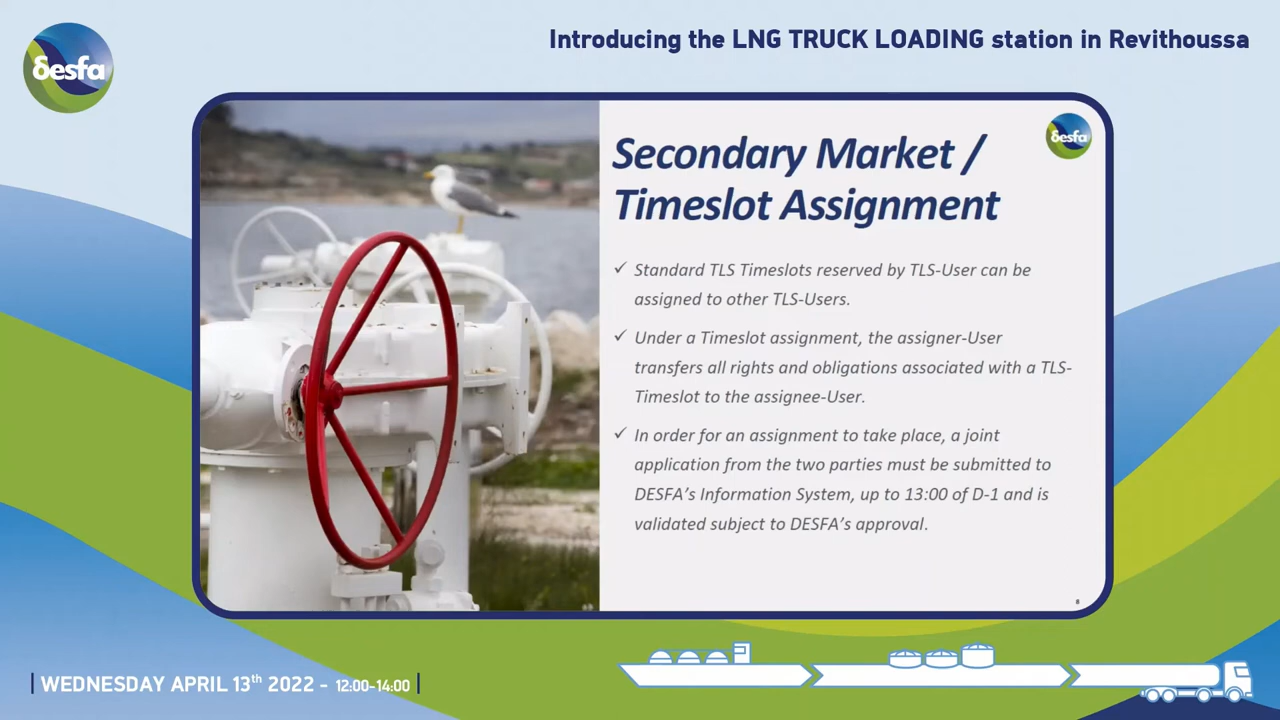 δesfa
Introducing the LNG TRUCK LOADING station in Revithoussa
δesfa
Secondary Market /
Timeslot Assignment
✓ Standard TLS Timeslots reserved by TLS-User can be
assigned to other TLS-Users.
✓ Under a Timeslot assignment, the assigner-User
transfers all rights and obligations associated with a TLS-
Timeslot to the assignee-User.
✓ In order for an assignment to take place, a joint
application from the two parties must be submitted to
DESFA’s Information System, up to 13:00 of D-1 and is
validated subject to DESFA’s approval.
WEDNESDAY APRIL 13th 2022 - 12:00-14:00